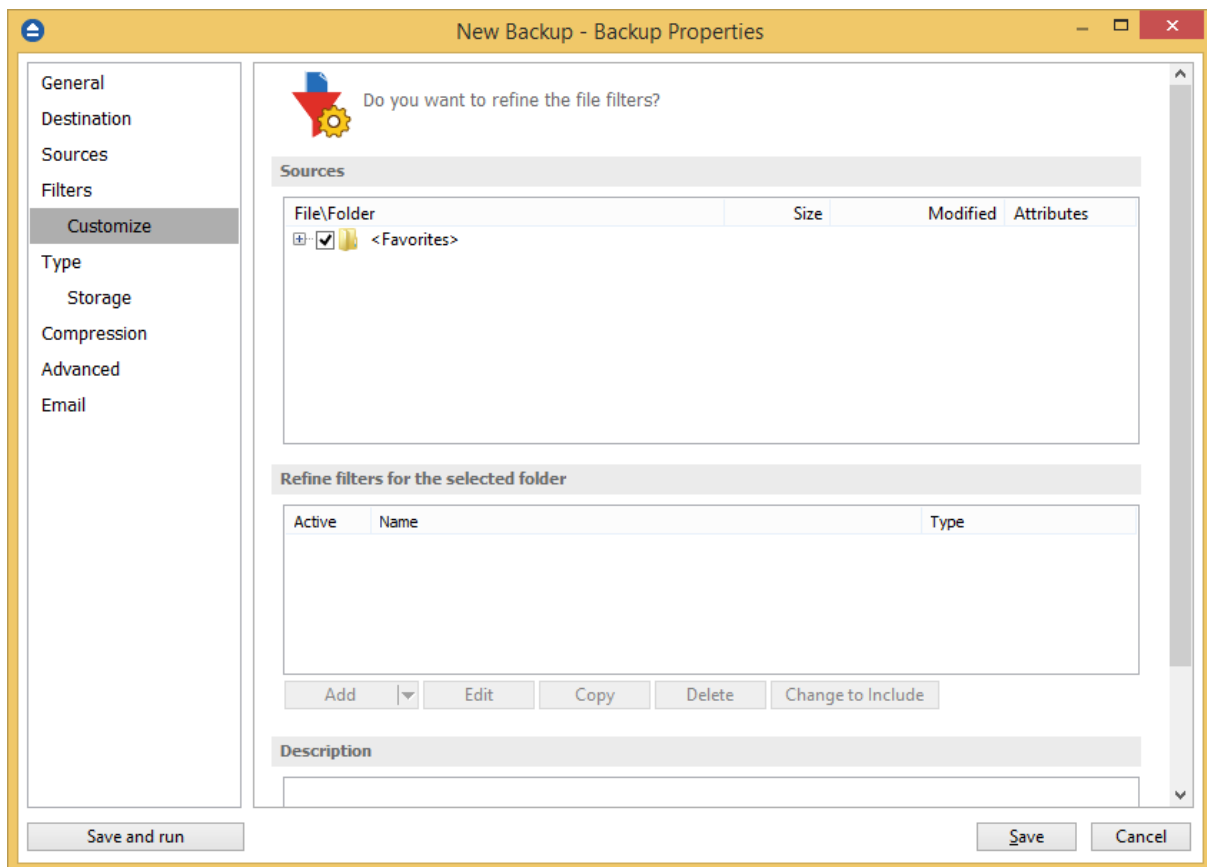 New Backup - Backup Properties
General
Destination
Sources
Filters
Customize
Type
Storage
Compression
Advanced
Email
Do you want to refine the file filters?
Sources
File\Folder Size Modified Attributes
<Favorites>
Refine filters for the selected folder
Active Name Type
Add Edit Copy Delete Change to Include
Description
Save and run Save Cancel